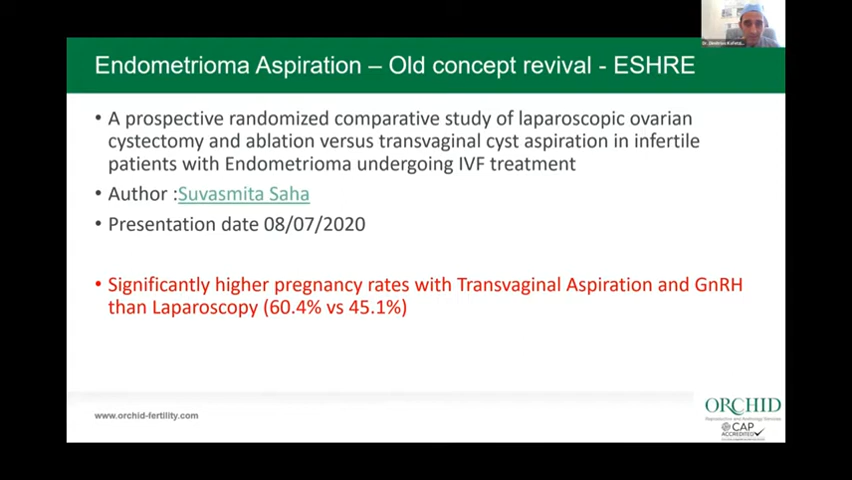 Endometrioma Aspiration – Old concept revival - ESHRE
• A prospective randomized comparative study of laparoscopic ovarian
cystectomy and ablation versus transvaginal cyst aspiration in infertile
patients with Endometrioma undergoing IVF treatment
• Author :Suvasmita Saha
• Presentation date 08/07/2020
• Significantly higher pregnancy rates with Transvaginal Aspiration and GnRH
than Laparoscopy (60.4% vs 45.1%)
www.orchid-fertility.com
ORCHID
CAP
ACCREDITED